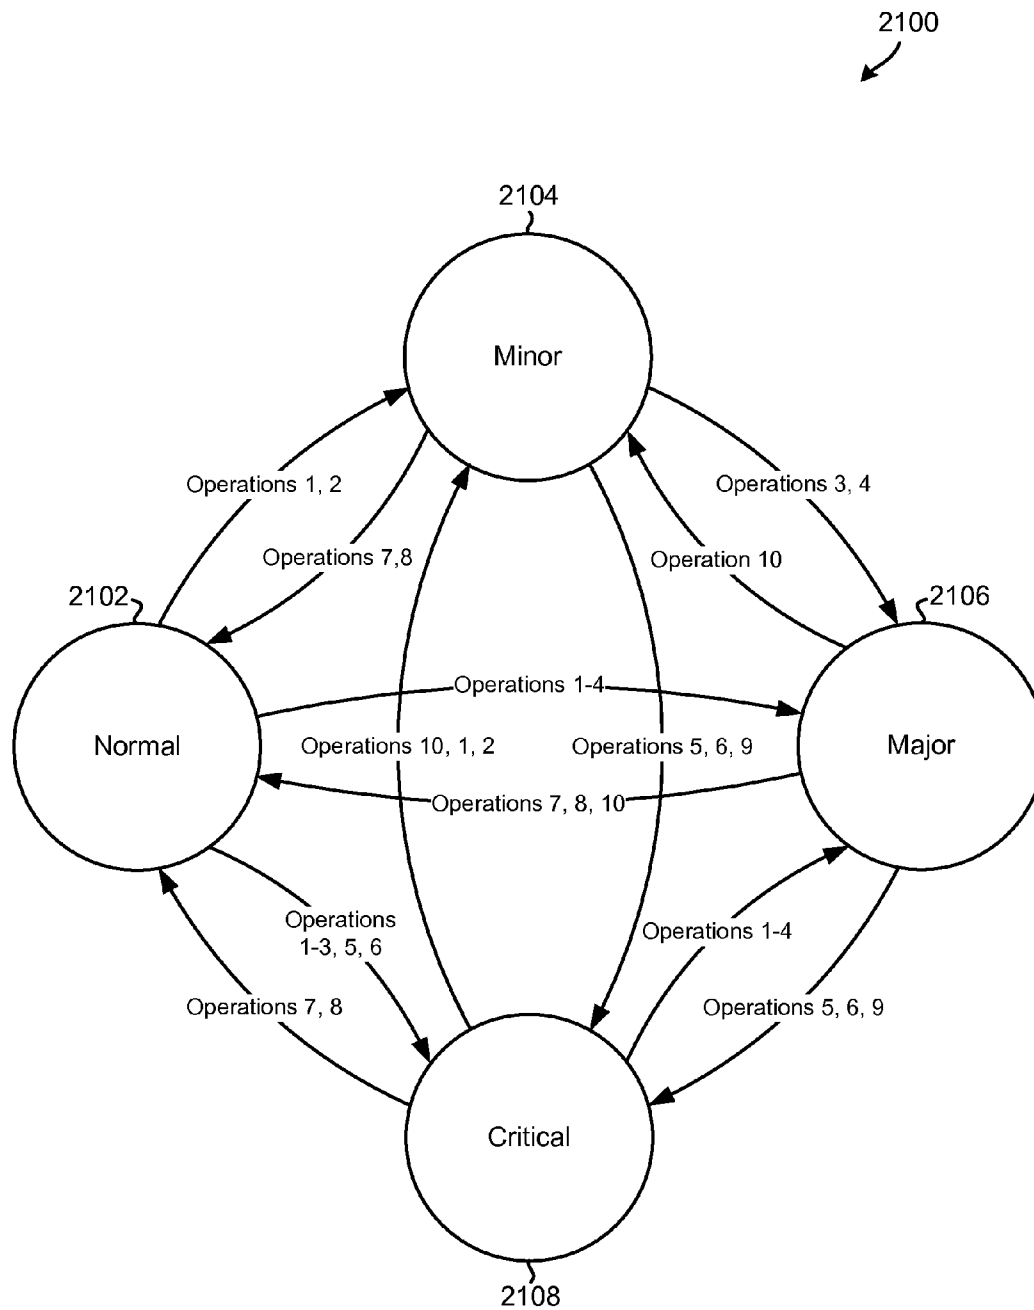 2100
2104
Minor
Operations 1, 2
Operations 3, 4
Operations 7,8
Operation 10
2102
2106
Operations 1-4
Normal
Operations 10, 1, 2
Operations 5, 6, 9
Major
Operations 7, 8, 10
Operations
1-3, 5, 6
Operations 1-4
Operations 7, 8
Operations 5, 6, 9
Critical
2108